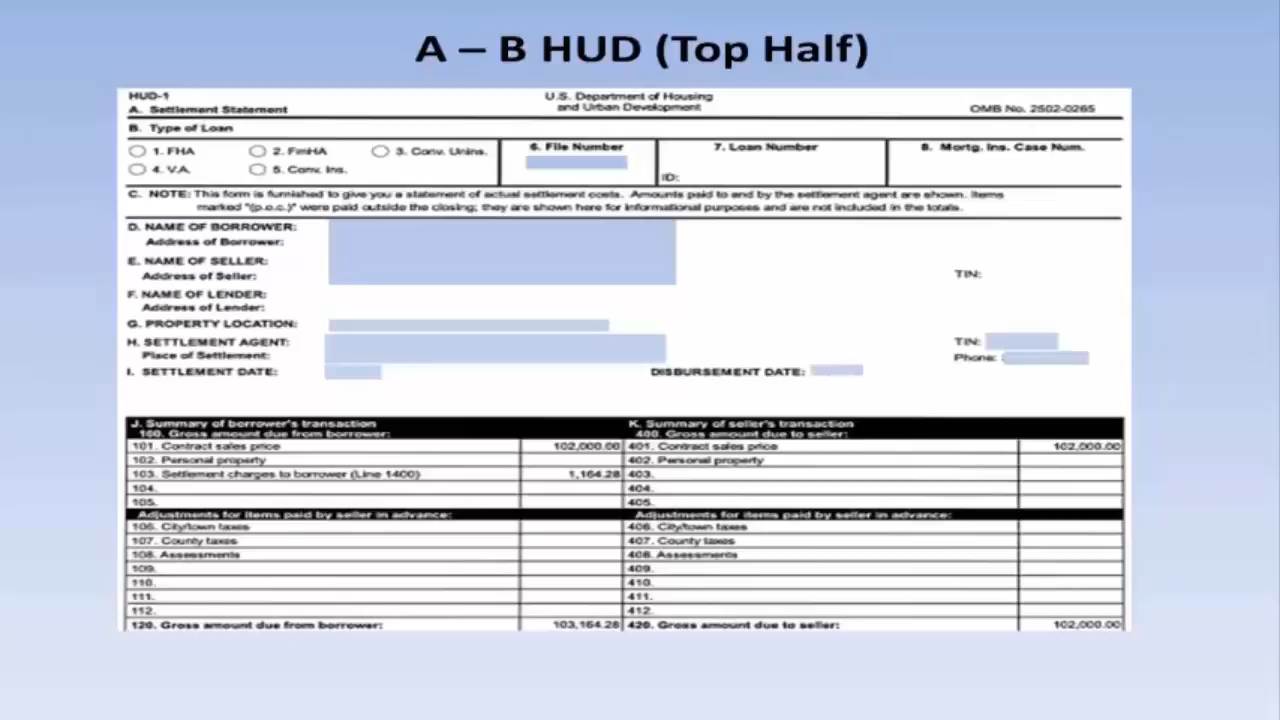 A – B HUD (Top Half)
HUD-1
U.S. Department of Housing
and Urban Development
A. Settlement Statement
OMB No. 2502-0265
B. Type of Loan
1. FHA 2. FmHA 3. Conv. Unins.
4. V.A. 5. Conv. Ins.
6. File Number
7. Loan Number
ID:
8. Mortg. Ins. Case Num.
C. NOTE: This form is furnished to give you a statement of actual settlement costs. Amounts paid to and by the settlement agent are shown. Items
marked "(p.o.c.)" were paid outside the closing; they are shown here for informational purposes and are not included in the totals.
D. NAME OF BORROWER:
Address of Borrower:
E. NAME OF SELLER:
Address of Seller: TIN:
F. NAME OF LENDER:
Address of Lender:
G. PROPERTY LOCATION:
H. SETTLEMENT AGENT: TIN:
Place of Settlement: Phone:
I. SETTLEMENT DATE: DISBURSEMENT DATE:
J. Summary of borrower's transaction K. Summary of seller's transaction
100. Gross amount due from borrower: 400. Gross amount due to seller:
101. Contract sales price 102,000.00 401. Contract sales price 102,000.00
102. Personal property 402. Personal property
103. Settlement charges to borrower (Line 1400) 1,164.28 403.
104. 404.
105. 405.
Adjustments for items paid by seller in advance: Adjustments for items paid by seller in advance:
106. City/town taxes 406. City/town taxes
107. County taxes 407. County taxes
108. Assessments 408. Assessments
109. 409.
110. 410.
111. 411.
112. 412.
120. Gross amount due from borrower: 103,164.28 420. Gross amount due to seller: 102,000.00